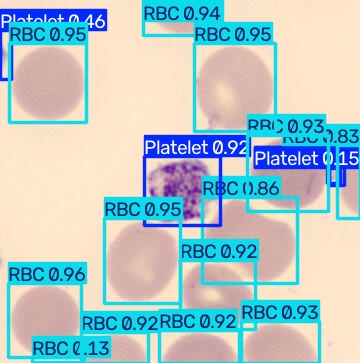 RBC 0.94
Platelet 0.46
RBC 0.95
RBC 0.95
RBC 0.93
RBC 0.83
Platelet 0.92
Platelet 0.15
RBC 0.86
RBC 0.95
RBC 0.92
RBC 0.96
RBC 0.93
RBC 0.92
RBC 0.92
RBC 0.13